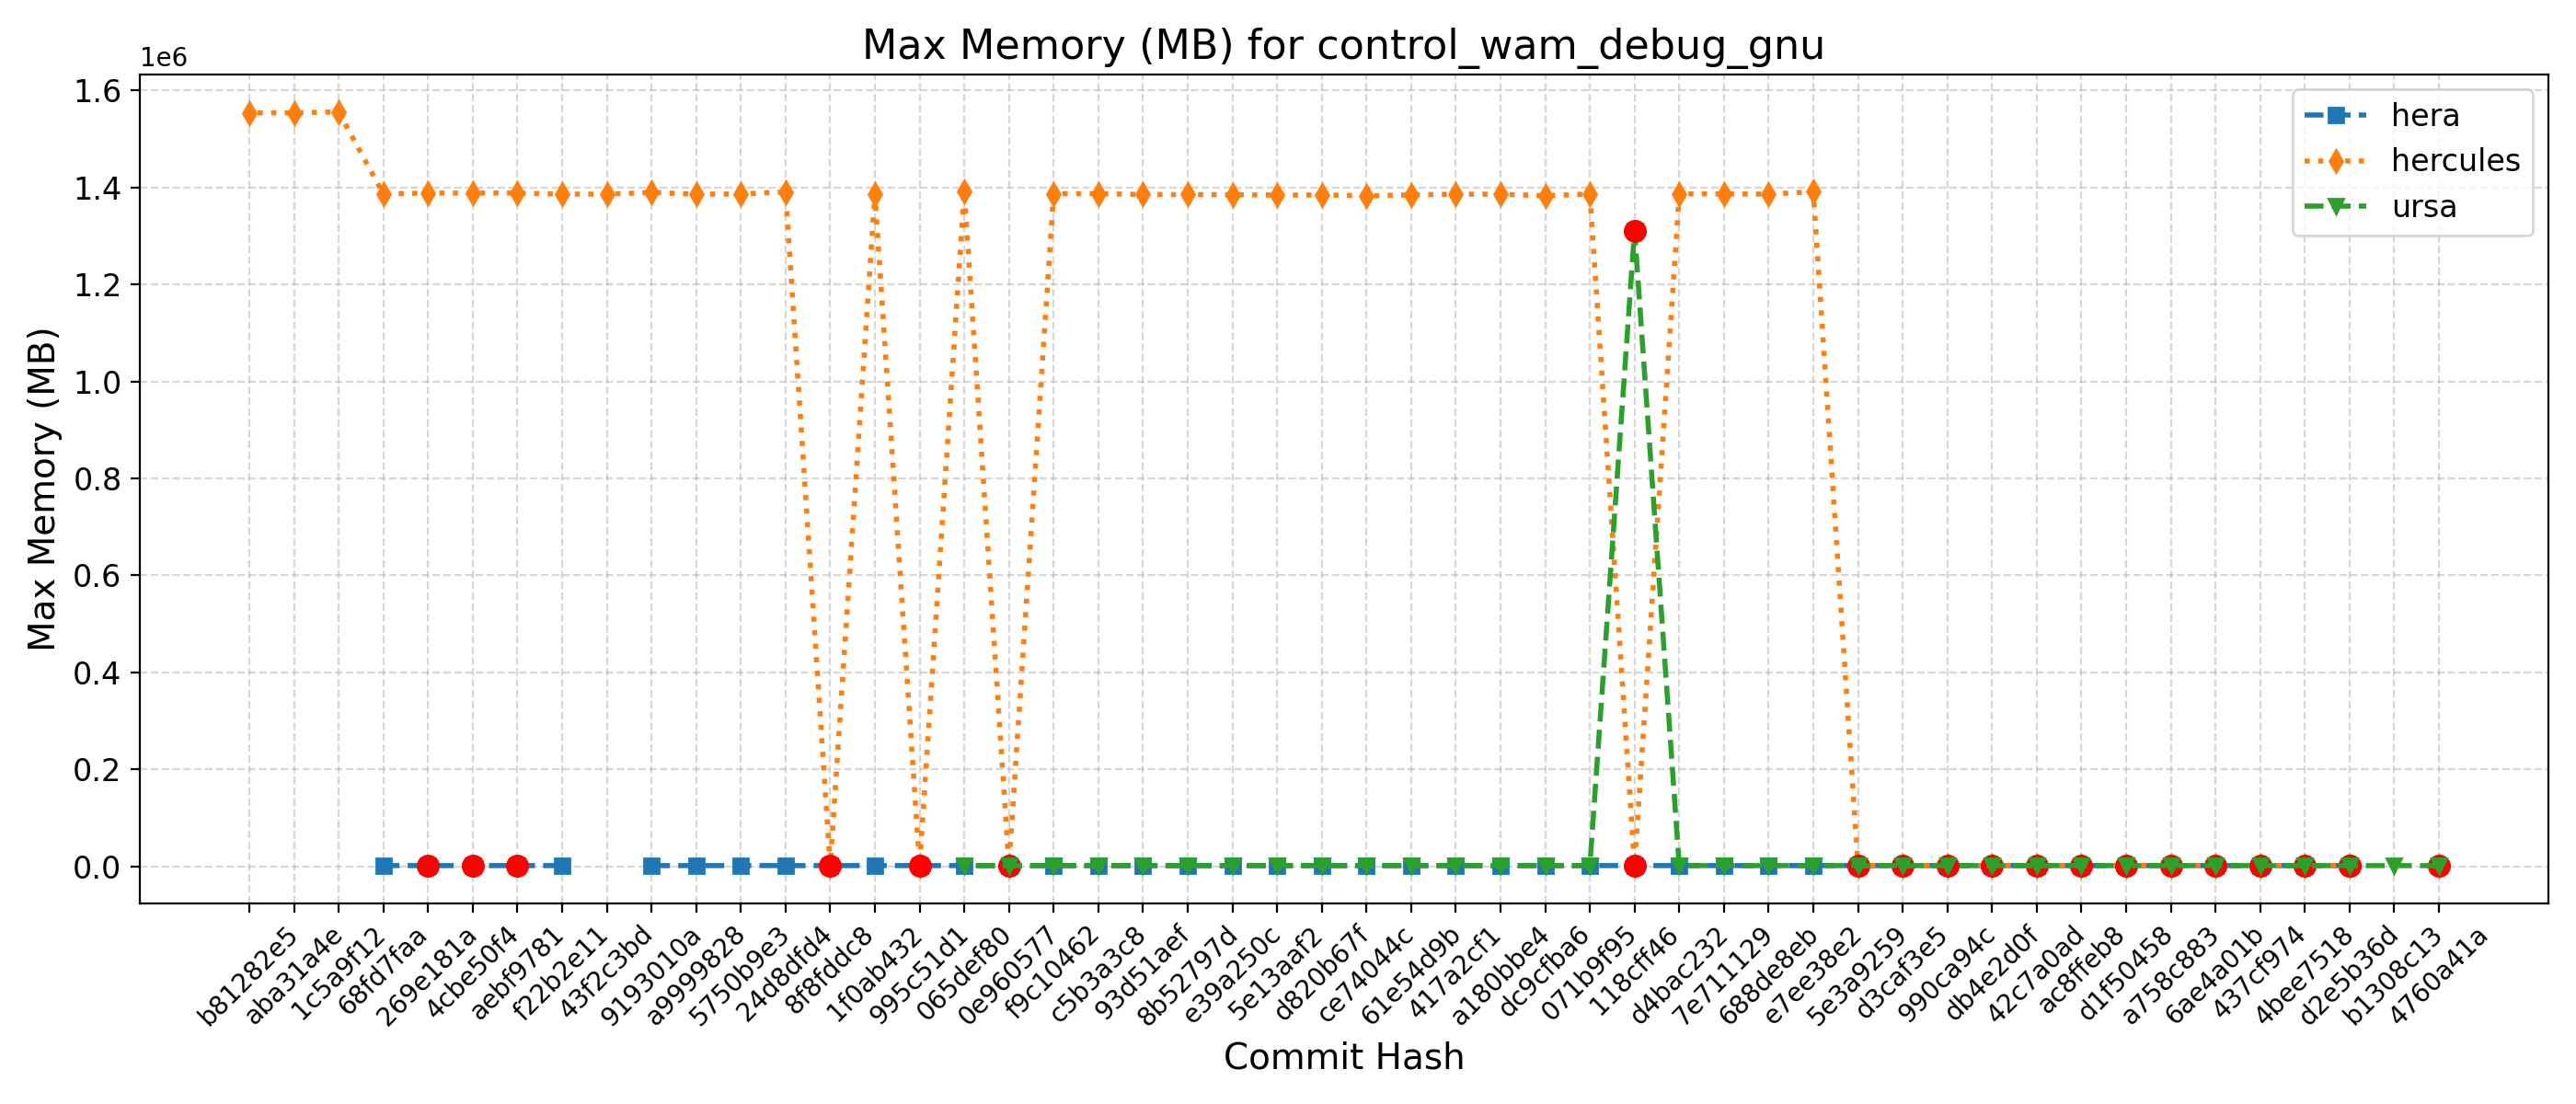 Max Memory (MB) for control_wam_debug_gnu
1e6
1.6
1.4
1.2
1.0
0.8
0.6
0.4
0.2
0.0
Max Memory (MB)
hera
hercules
ursa
b81282e5
aba31a4e
1c5a9f12
68fd7faa
269e181a
4cbe50f4
aebf9781
f22b2e11
43f2c3bd
9193010a
a9999828
5750b9e3
24d8dfd4
8f8fddc8
1f0ab432
995c51d1
065def80
0e960577
f9c10462
c5b3a3c8
93d51aef
8b52797d
e39a250c
5e13aaf2
d820b67f
ce74044c
61e54d9b
417a2cf1
a180bbe4
dc9cfba6
071b9f95
118cff46
d4bac232
7e711129
688de8eb
e7ee38e2
5e3a9259
d3caf3e5
990ca94c
db4e2d0f
42c7a0ad
ac8ffeb8
d1f50458
a758c883
6ae4a01b
437cf974
4bee7518
d2e5b36d
b1308c13
4760a41a
Commit Hash